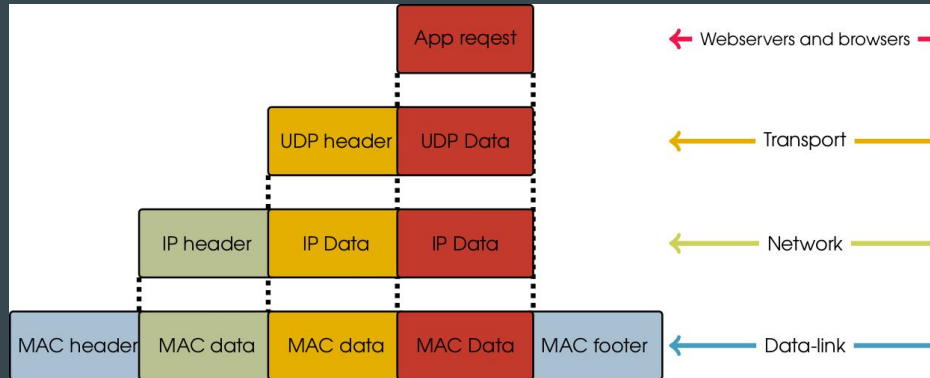 App reqest
Webservers and browsers
UDP header UDP Data
Transport
IP header IP Data IP Data
Network
MAC header MAC data MAC data MAC Data MAC footer
Data-link